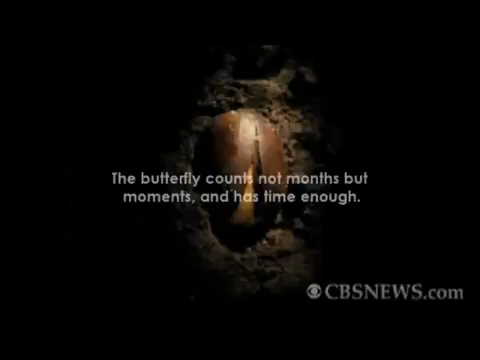 The butterfly counts not months but
moments, and has time enough.
CBSNEWS.com